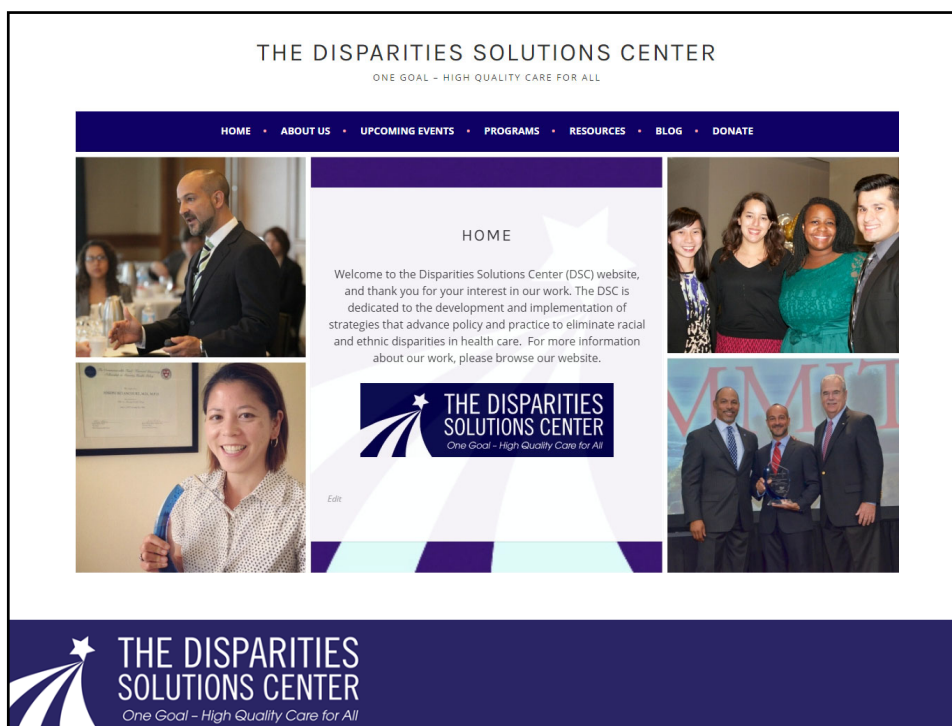 THE DISPARITIES SOLUTIONS CENTER
ONE GOAL – HIGH QUALITY CARE FOR ALL
HOME • ABOUT US • UPCOMING EVENTS • PROGRAMS • RESOURCES • BLOG • DONATE
HOME
Welcome to the Disparities Solutions Center (DSC) website,
and thank you for your interest in our work. The DSC is
dedicated to the development and implementation of
strategies that advance policy and practice to eliminate racial
and ethnic disparities in health care. For more information
about our work, please browse our website.
THE DISPARITIES
SOLUTIONS CENTER
One Goal – High Quality Care for All
Edit
MMIT
THE DISPARITIES
SOLUTIONS CENTER
One Goal – High Quality Care for All